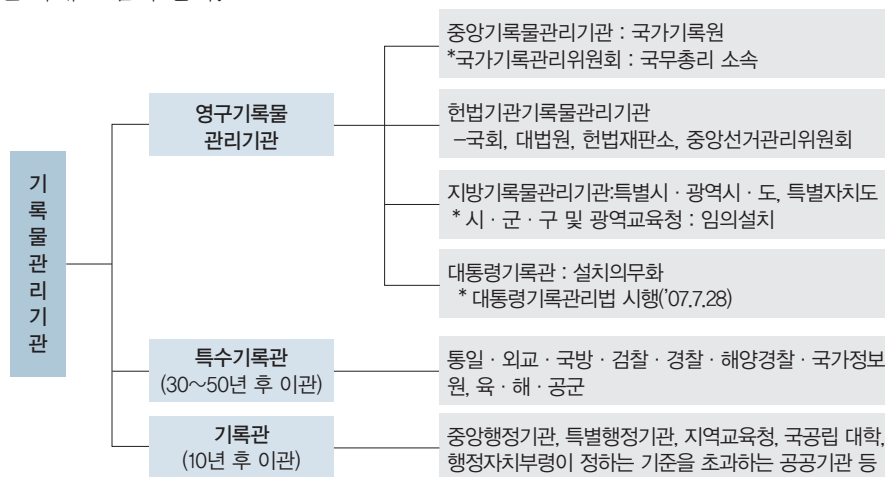 기록물관리기관
영구기록물
관리기관
중앙기록물관리기관 : 국가기록원
*국가기록관리위원회 : 국무총리 소속
헌법기관기록물관리기관
–국회, 대법원, 헌법재판소, 중앙선거관리위원회
지방기록물관리기관:특별시 · 광역시 · 도, 특별자치도
* 시 · 군 · 구 및 광역교육청 : 임의설치
대통령기록관 : 설치의무화
* 대통령기록관리법 시행('07.7.28)
특수기록관
(30~50년 후 이관)
통일 · 외교 · 국방 · 검찰 · 경찰 · 해양경찰 · 국가정보
원, 육 · 해 · 공군
기록관
(10년 후 이관)
중앙행정기관, 특별행정기관, 지역교육청, 국공립 대학,
행정자치부령이 정하는 기준을 초과하는 공공기관 등